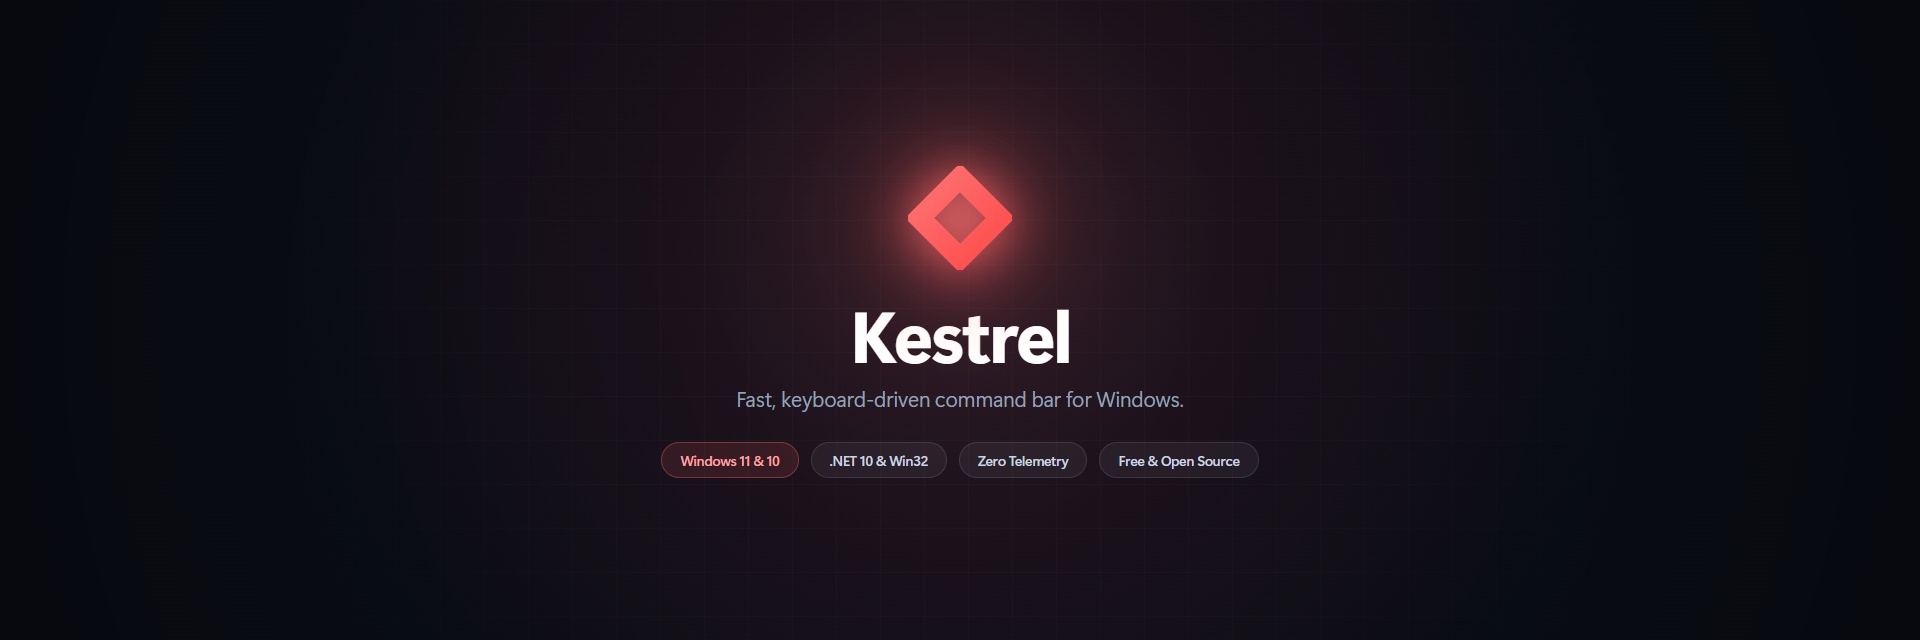 Kestrel
Fast, keyboard-driven command bar for Windows.
Windows 11 & 10
.NET 10 & Win32
Zero Telemetry
Free & Open Source